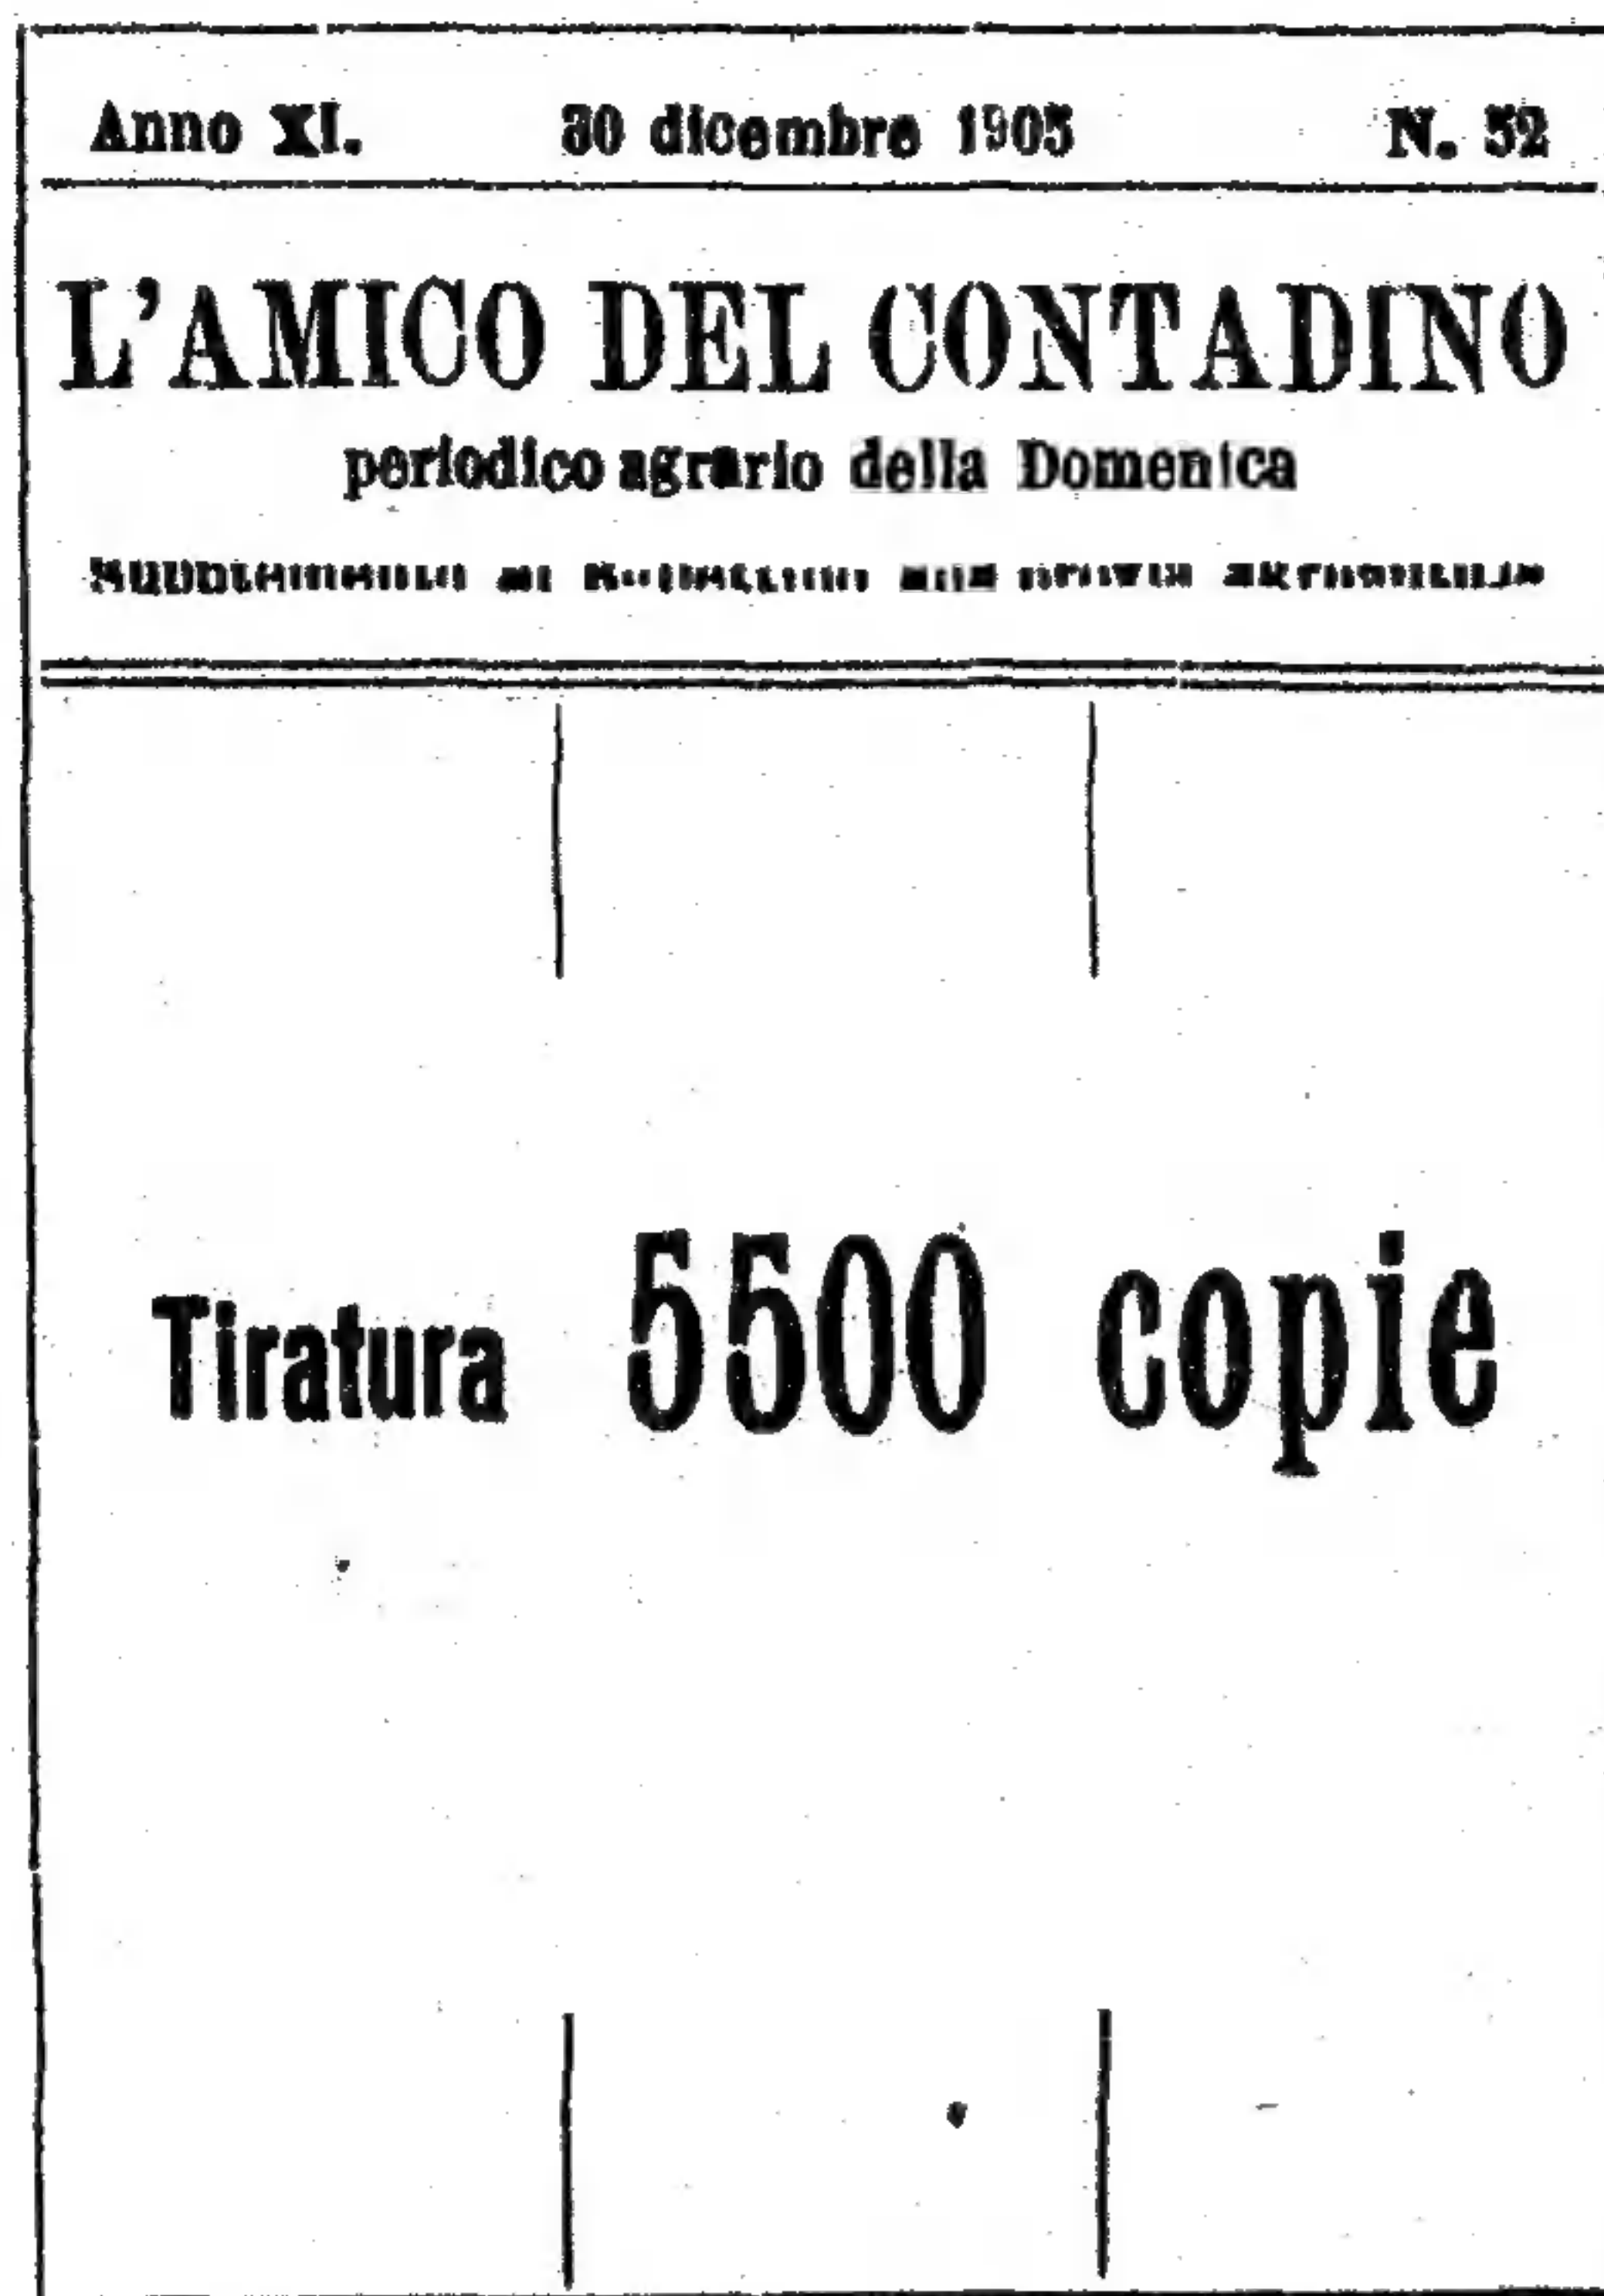 Anno XI. 30 dicembre 1905 N. 52
L'AMICO DEL CONTADINO
periodico agrario della Domenica
Tiratura 5500 copie